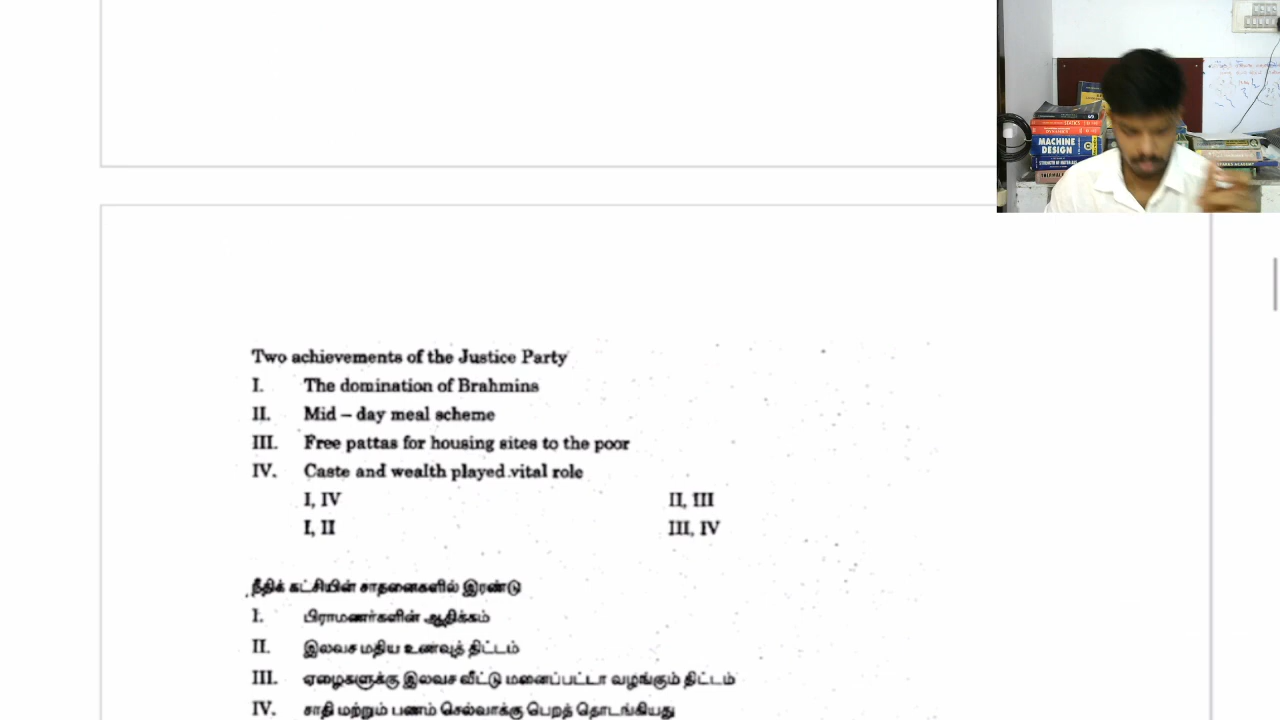 MACHINE
DESIGN
Two achievements of the Justice Party
I. The domination of Brahmins
II. Mid – day meal scheme
III. Free pattas for housing sites to the poor
IV. Caste and wealth played vital role
I, IV II, III
I, II III, IV
நீதிக் கட்சியின் சாதனைகளில் இரண்டு
I. பிராமணர்களின் ஆதிக்கம்
II. இலவச மதிய உணவுத் திட்டம்
III. ஏழைகளுக்கு இலவச வீட்டு மனைப்பட்டா வழங்கும் திட்டம்
IV. சாதி மற்றும் பணம் செல்வாக்கு பெறத் தொடங்கியது